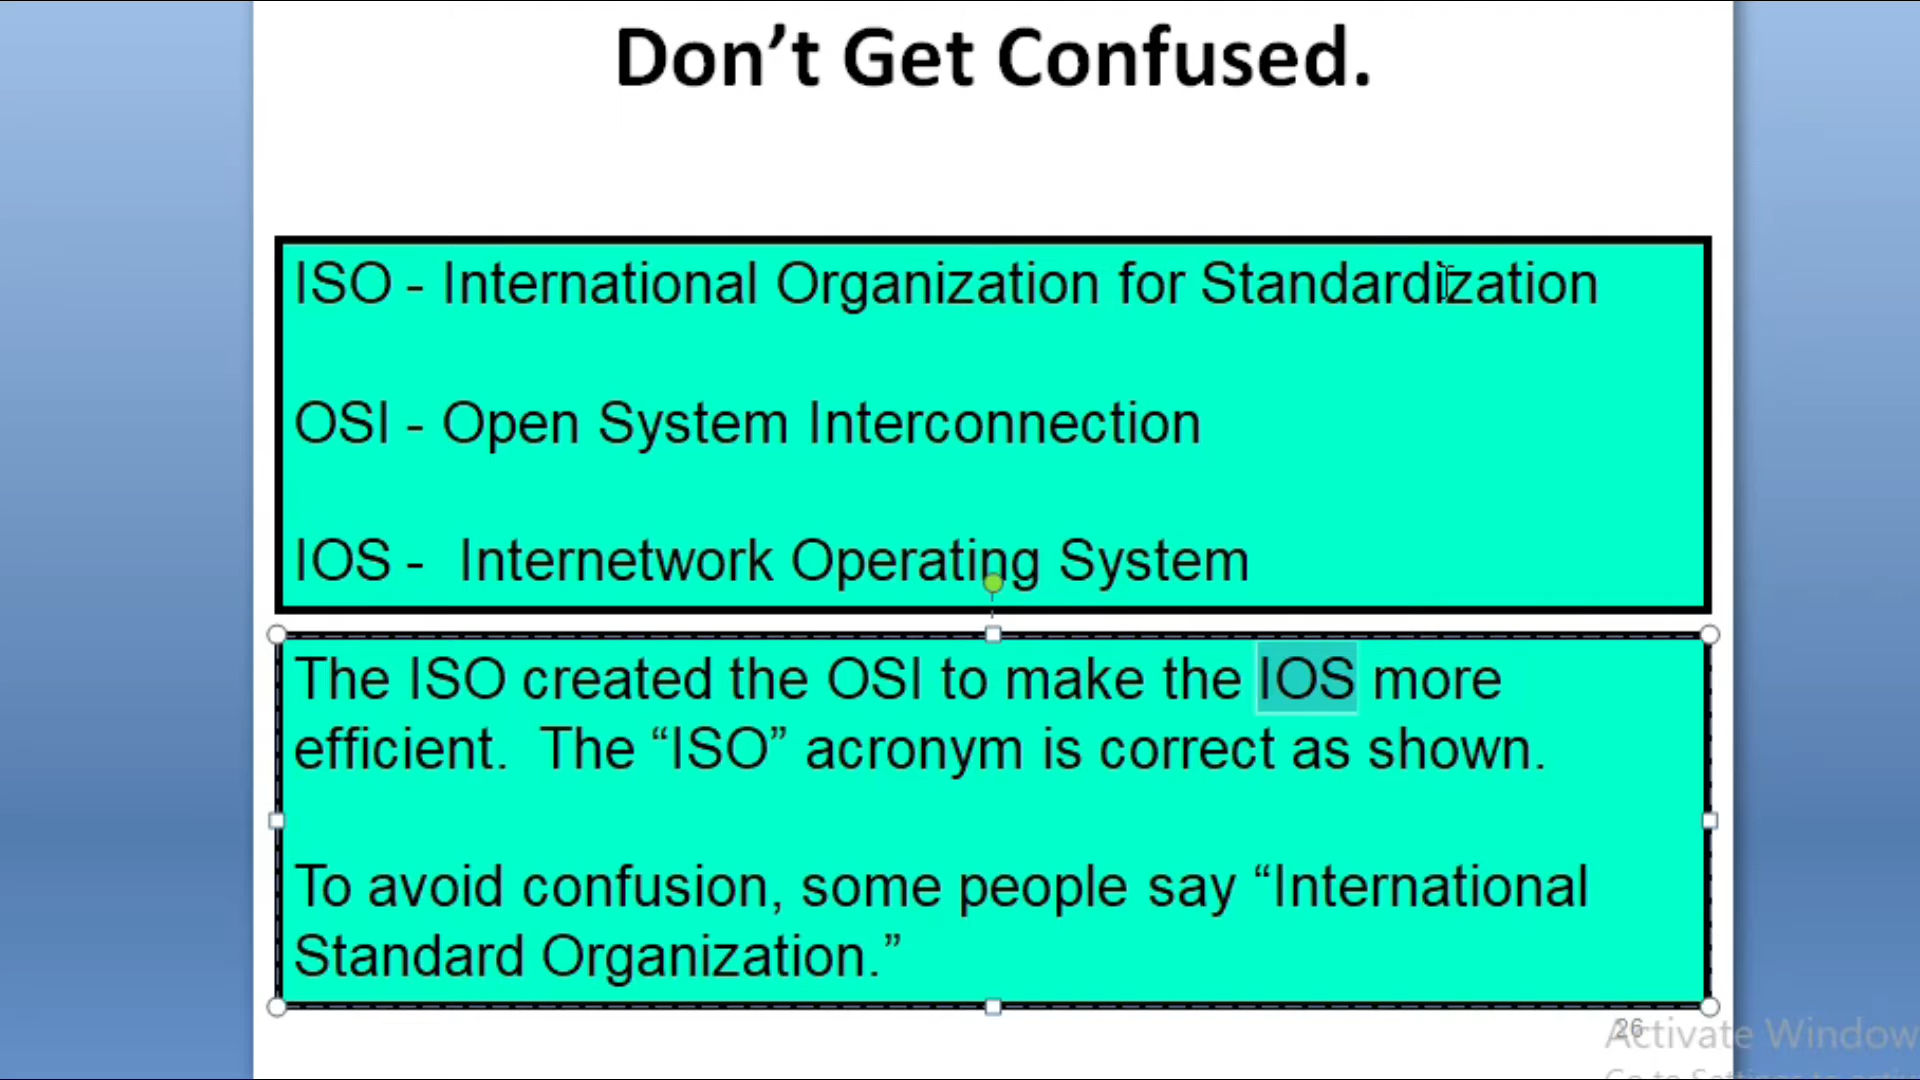 Don’t Get Confused.
ISO - International Organization for Standardization
OSI - Open System Interconnection
IOS -  Internetwork Operating System
The ISO created the OSI to make the IOS more
efficient.  The “ISO” acronym is correct as shown.
To avoid confusion, some people say “International
Standard Organization.”
26
Activate Window